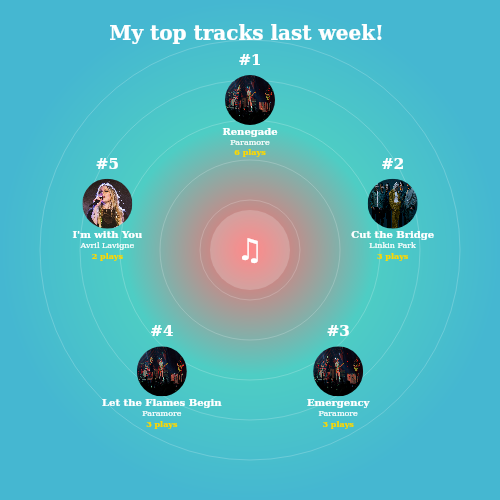 My top tracks last week!
#1
Renegade
Paramore
6 plays
#5
I'm with You
Avril Lavigne
2 plays
#2
Cut the Bridge
Linkin Park
3 plays
#4
Let the Flames Begin
Paramore
3 plays
#3
Emergency
Paramore
3 plays